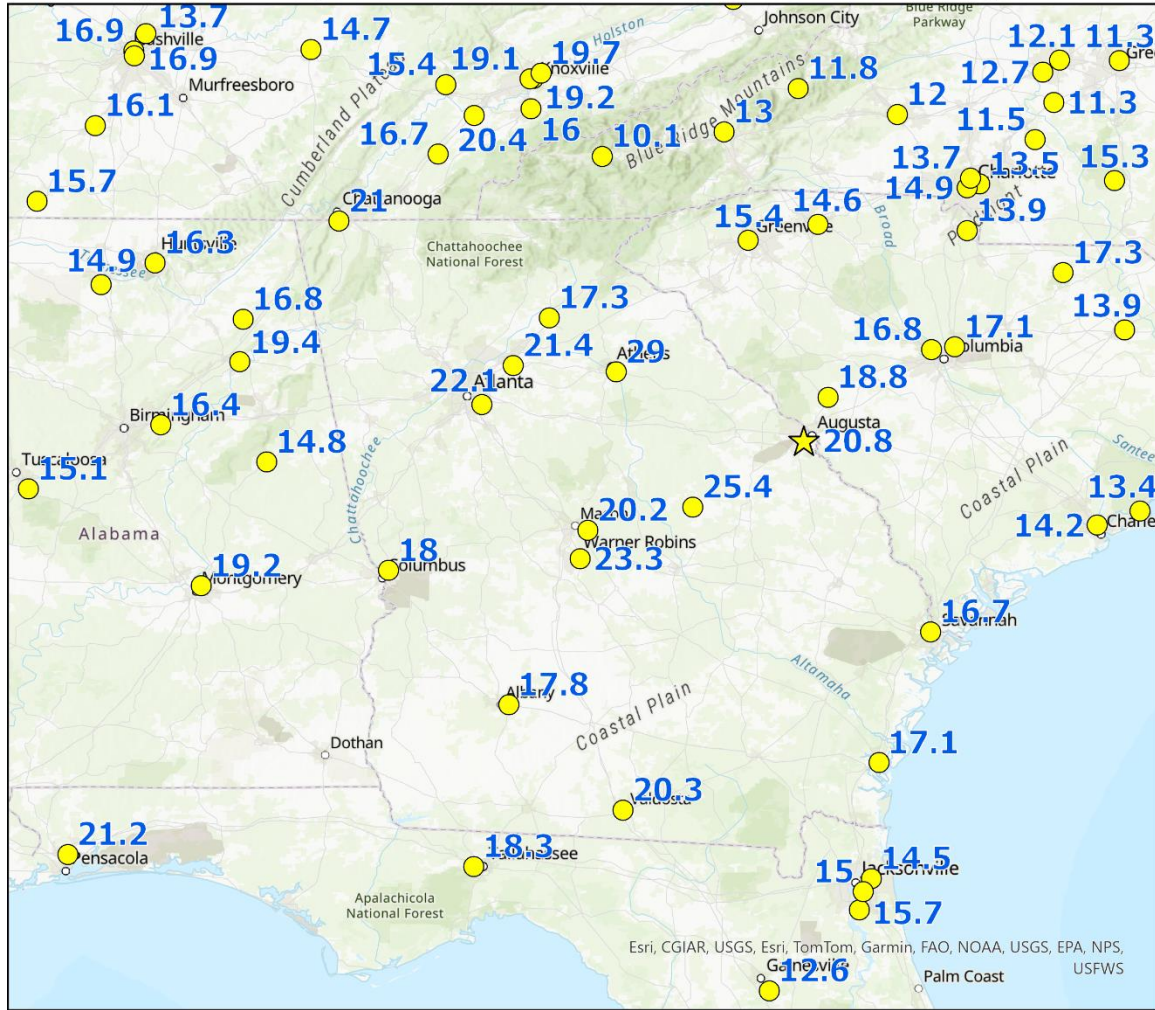 Johnson City
Blue Ridge
Parkway
13.7
16.9
16.9
14.7
Holston
19.1
19.7
15.4
11.8
12.1
11.3
12.7
Murfreesboro
Cumberland Plateau
Blue Ridge Mountains
16.1
19.2
12
11.3
16.7
20.4
16
10.1
13
11.5
13.7
13.5
Charlotte
15.3
15.7
14.9
Chattanooga
21
14.6
15.4
Greenville
Broad
Piedmont
13.9
Huntsville
16.3
Chattahoochee
National Forest
14.9
17.3
16.8
17.3
13.9
19.4
21.4
Athens
29
16.8
17.1
Columbia
22.1
Atlanta
18.8
16.4
Birmingham
Augusta
20.8
Tuscaloosa
15.1
14.8
Chattahoochee
Coastal Plain
Santee
25.4
13.4
Alabama
20.2
14.2
Warner Robins
23.3
18
Columbus
19.2
Montgomery
16.7
Savannah
Altamaha
17.8
Albany
Coastal Plain
Dothan
17.1
20.3
Valdosta
21.2
Pensacola
18.3
Tallahassee
14.5
15
Jacksonville
Apalachicola
National Forest
15.7
Esri, CGIAR, USGS, Esri, TomTom, Garmin, FAO, NOAA, USGS, EPA, NPS,
USFWS
Gainesville
12.6
Palm Coast